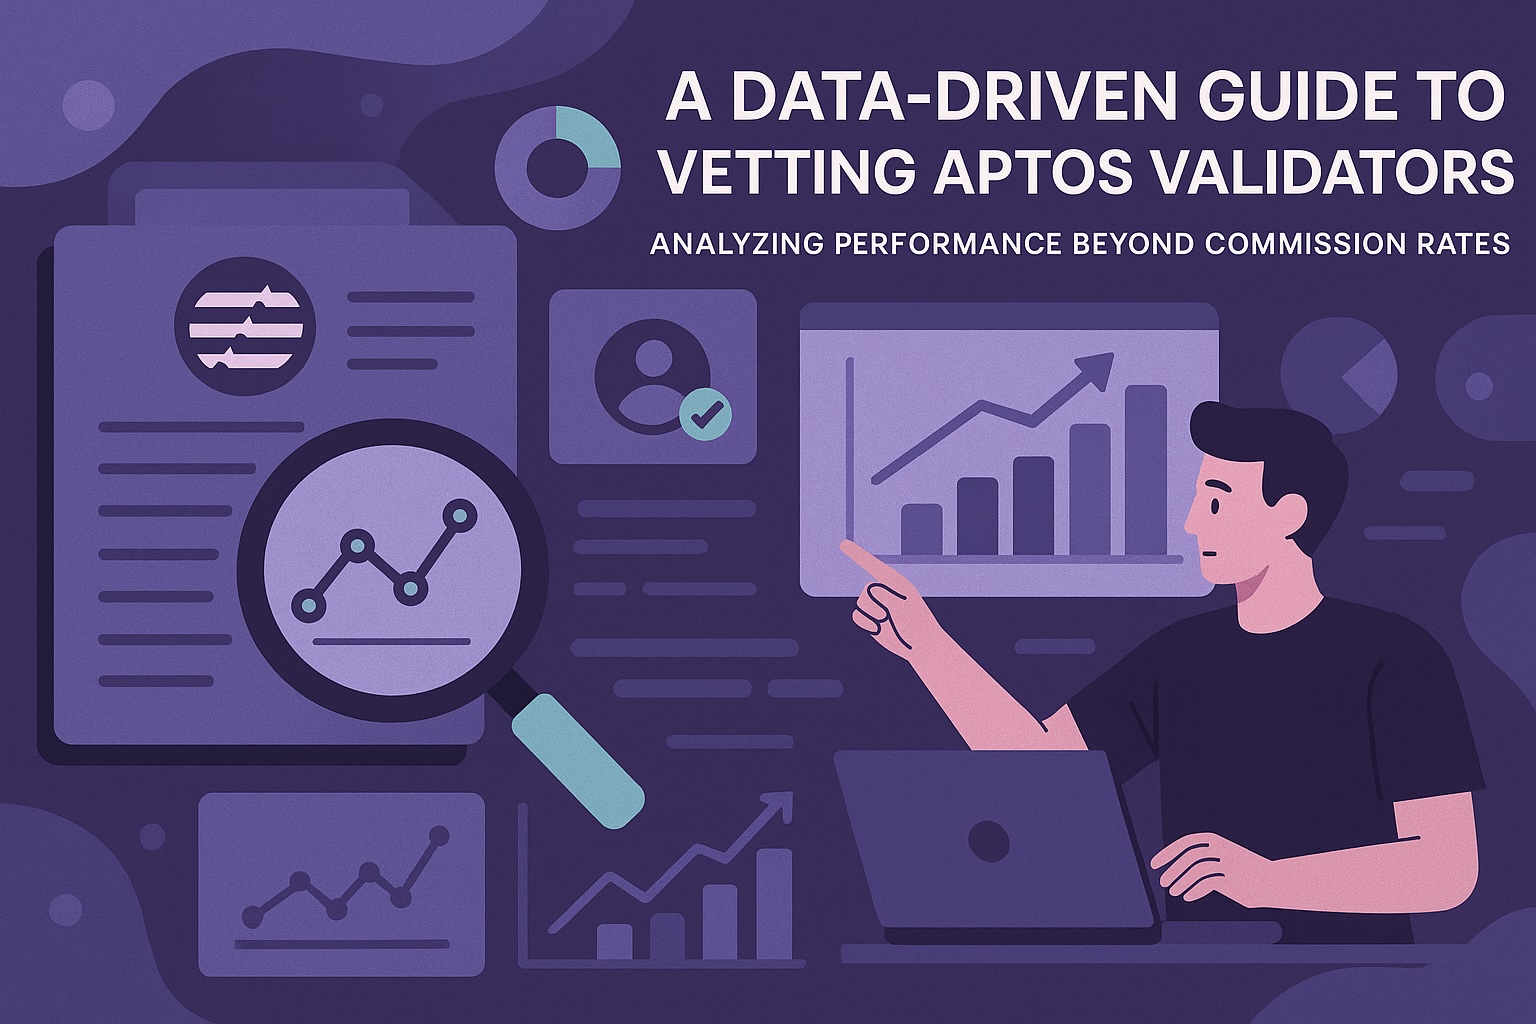 A DATA-DRIVEN GUIDE TO
VETTING APTOS VALIDATORS
ANALYZING PERFORMANCE BEYOND COMMISSION RATES